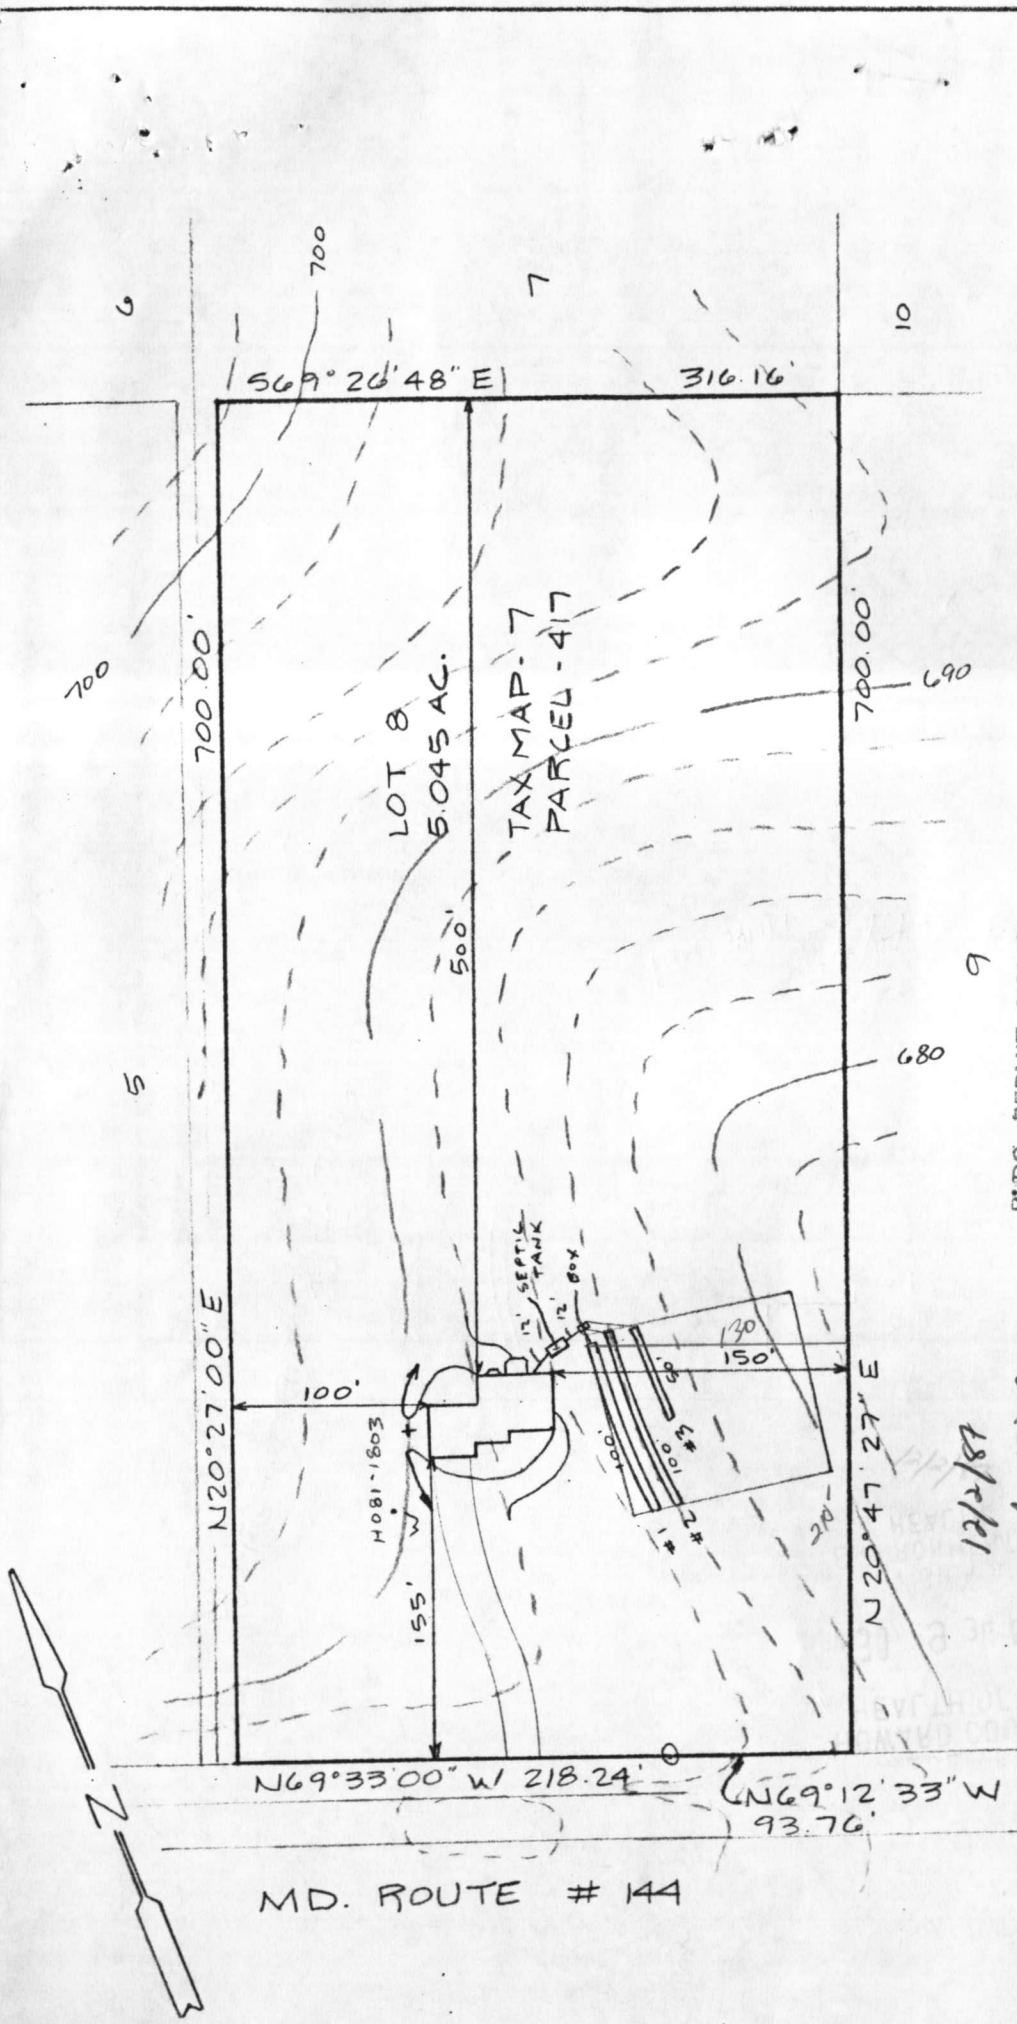 6
700
7
10
S69°26'48" E
316.16'
700
700.00'
LOT 8
5.045 AC.
TAX MAP - 7
PARCEL - 417
700.00'
690
500'
9
5
680
N20°27'00" E
12'
SEPTIC
TANK
12'
BOX
130
150'
100'
H081-1803
W
100'
100
60'
#1
#2
#3
155'
N20°47'27" E
12/2/87
N69°33'00" W 218.24'
N69°12'33" W
93.76'
N
MD. ROUTE # 144